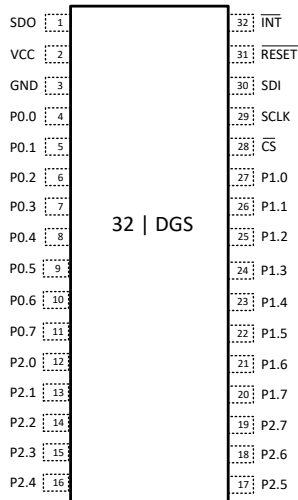 SDO 1 32 I̅N̅T̅
VCC 2 31 R̅E̅S̅E̅T̅
GND 3 30 SDI
P0.0 4 29 SCLK
P0.1 5 28 C̅S̅
P0.2 6 27 P1.0
P0.3 7 26 P1.1
P0.4 8 32 | DGS 25 P1.2
P0.5 9 24 P1.3
P0.6 10 23 P1.4
P0.7 11 22 P1.5
P2.0 12 21 P1.6
P2.1 13 20 P1.7
P2.2 14 19 P2.7
P2.3 15 18 P2.6
P2.4 16 17 P2.5